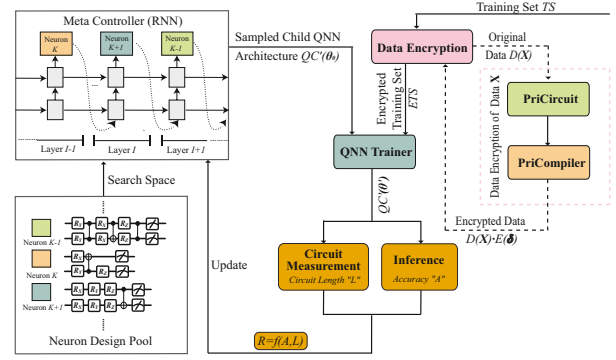 Meta Controller (RNN)
Neuron
K
Neuron
K+1
Neuron
K-1
Layer I-1
Layer I
Layer I+1
Search Space
Neuron K-1
Neuron
K
Neuron
K+1
Neuron Design Pool
Sampled Child QNN
Architecture QC'(θ₀)
Training Set TS
Data Encryption
Original
Data D(X)
Encrypted
Training Set
ETS
Data Encryption of Data X
PriCircuit
PriCompiler
Encrypted Data
D(X)·E(δ)
QNN Trainer
QC'(θ')
Circuit
Measurement
Circuit Length "L"
Inference
Accuracy "A"
Update
R=f(A,L)